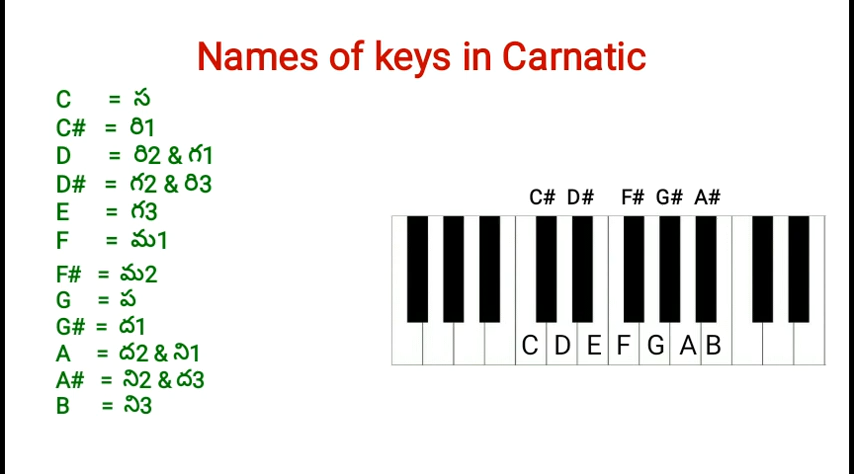 Names of keys in Carnatic
C = స
C# = రి1
D = రి2 & గ1
D# = గ2 & రి3
E = గ3
F = మ1
F# = మ2
G = ప
G# = ద1
A = ద2 & ని1
A# = ని2 & ద3
B = ని3
C# D# F# G# A#
C D E F G A B